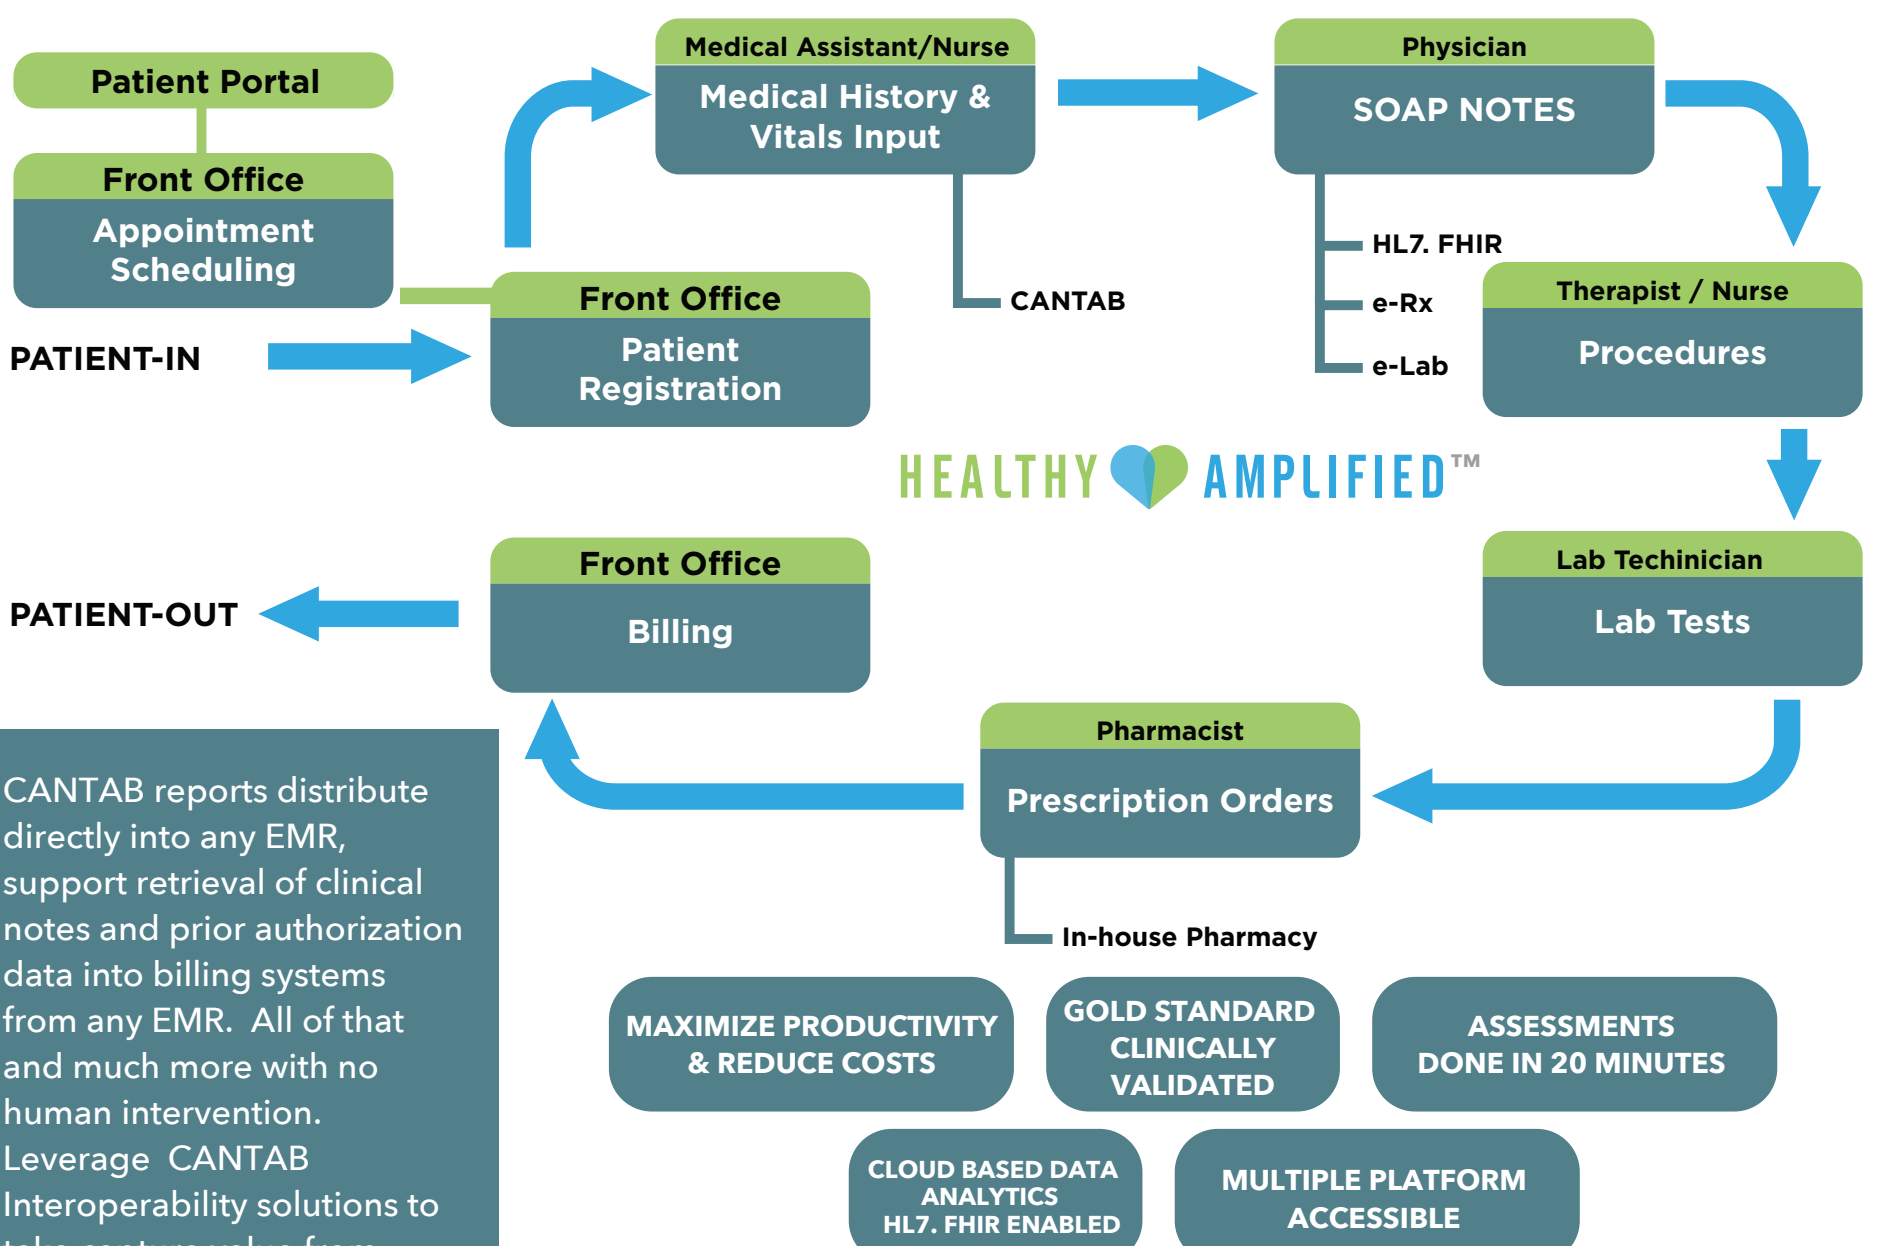 Patient Portal
Front Office
Appointment
Scheduling
PATIENT-IN
Front Office
Patient
Registration
Medical Assistant/Nurse
Medical History &
Vitals Input
CANTAB
Physician
SOAP NOTES
HL7. FHIR
e-Rx
e-Lab
Therapist / Nurse
Procedures
HEALTHY AMPLIFIED™
Lab Techinician
Lab Tests
Pharmacist
Prescription Orders
In-house Pharmacy
Front Office
Billing
PATIENT-OUT
CANTAB reports distribute
directly into any EMR,
support retrieval of clinical
notes and prior authorization
data into billing systems
from any EMR.  All of that
and much more with no
human intervention.
Leverage  CANTAB
Interoperability solutions to
take capture value from
MAXIMIZE PRODUCTIVITY
& REDUCE COSTS
GOLD STANDARD
CLINICALLY
VALIDATED
ASSESSMENTS
DONE IN 20 MINUTES
CLOUD BASED DATA
ANALYTICS
HL7. FHIR ENABLED
MULTIPLE PLATFORM
ACCESSIBLE